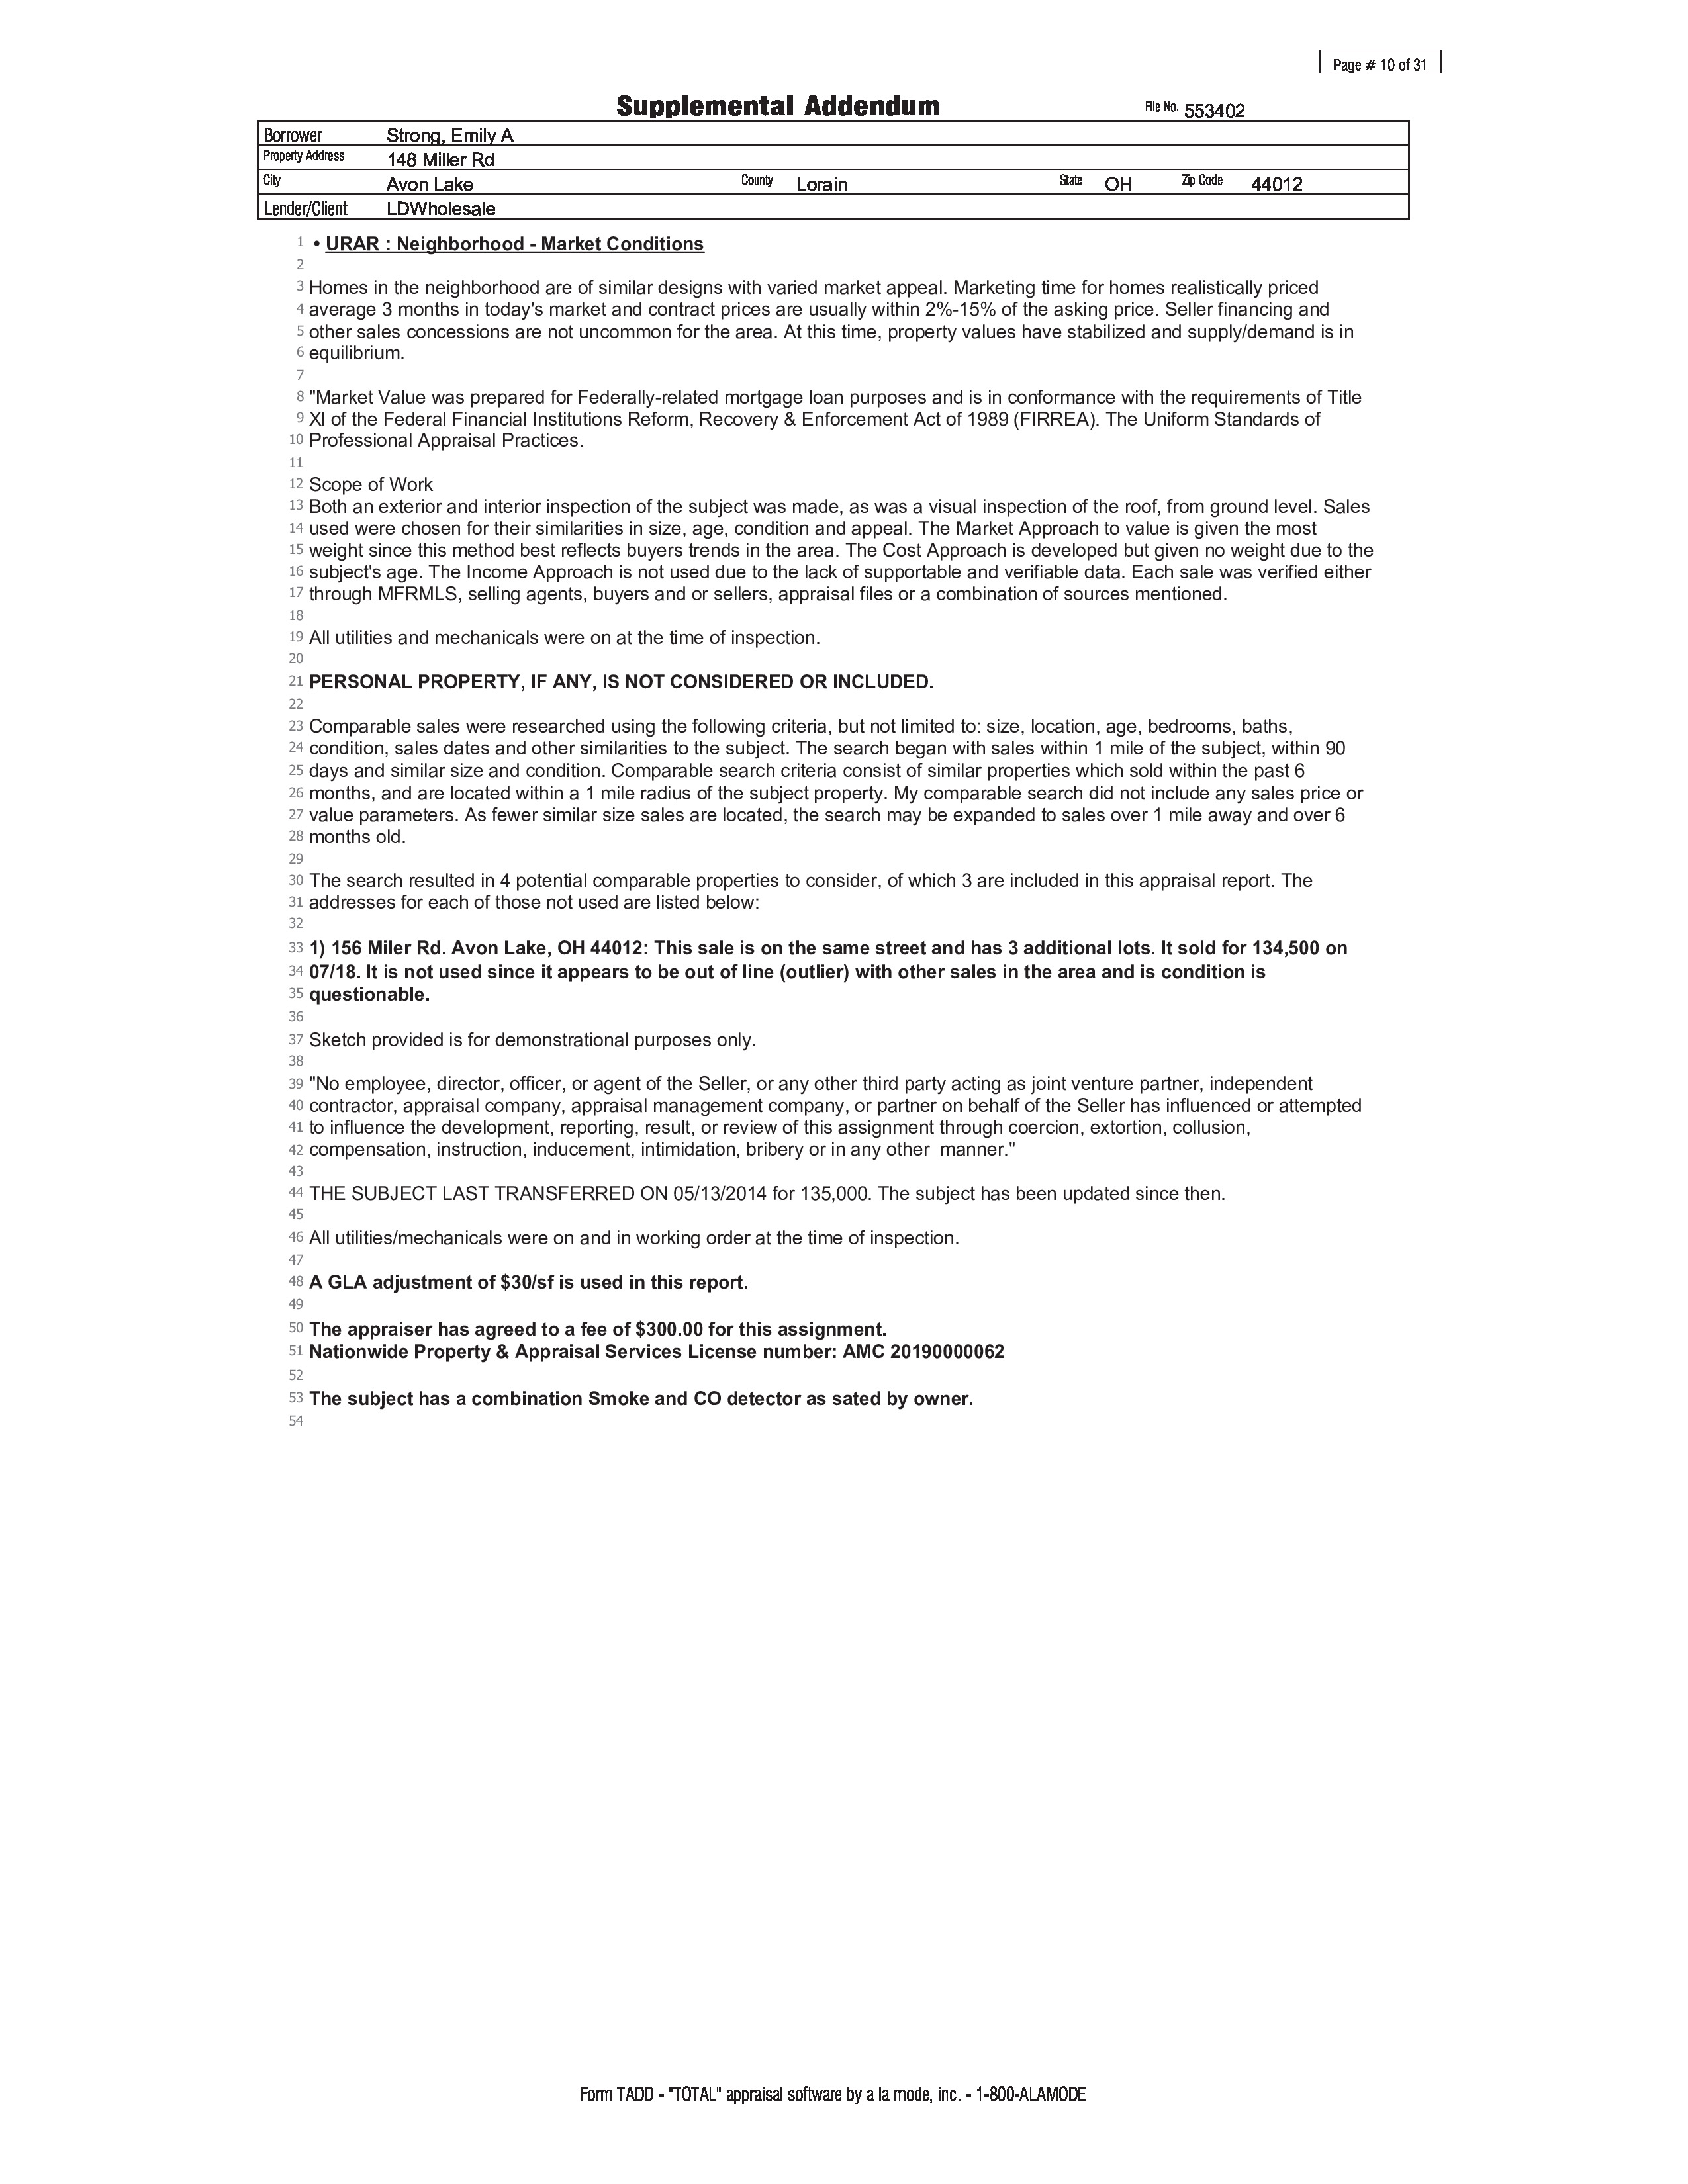 Page # 10 of 31
Supplemental Addendum File No. 553402
Borrower Strong, Emily A
Property Address 148 Miller Rd
City Avon Lake County Lorain State OH Zip Code 44012
Lender/Client LDWholesale
1 • URAR : Neighborhood - Market Conditions
2
3 Homes in the neighborhood are of similar designs with varied market appeal. Marketing time for homes realistically priced
4 average 3 months in today's market and contract prices are usually within 2%-15% of the asking price. Seller financing and
5 other sales concessions are not uncommon for the area. At this time, property values have stabilized and supply/demand is in
6 equilibrium.
7
8 "Market Value was prepared for Federally-related mortgage loan purposes and is in conformance with the requirements of Title
9 XI of the Federal Financial Institutions Reform, Recovery & Enforcement Act of 1989 (FIRREA). The Uniform Standards of
10 Professional Appraisal Practices.
11
12 Scope of Work
13 Both an exterior and interior inspection of the subject was made, as was a visual inspection of the roof, from ground level. Sales
14 used were chosen for their similarities in size, age, condition and appeal. The Market Approach to value is given the most
15 weight since this method best reflects buyers trends in the area. The Cost Approach is developed but given no weight due to the
16 subject's age. The Income Approach is not used due to the lack of supportable and verifiable data. Each sale was verified either
17 through MFRMLS, selling agents, buyers and or sellers, appraisal files or a combination of sources mentioned.
18
19 All utilities and mechanicals were on at the time of inspection.
20
21 PERSONAL PROPERTY, IF ANY, IS NOT CONSIDERED OR INCLUDED.
22
23 Comparable sales were researched using the following criteria, but not limited to: size, location, age, bedrooms, baths,
24 condition, sales dates and other similarities to the subject. The search began with sales within 1 mile of the subject, within 90
25 days and similar size and condition. Comparable search criteria consist of similar properties which sold within the past 6
26 months, and are located within a 1 mile radius of the subject property. My comparable search did not include any sales price or
27 value parameters. As fewer similar size sales are located, the search may be expanded to sales over 1 mile away and over 6
28 months old.
29
30 The search resulted in 4 potential comparable properties to consider, of which 3 are included in this appraisal report. The
31 addresses for each of those not used are listed below:
32
33 1) 156 Miler Rd. Avon Lake, OH 44012: This sale is on the same street and has 3 additional lots. It sold for 134,500 on
34 07/18. It is not used since it appears to be out of line (outlier) with other sales in the area and is condition is
35 questionable.
36
37 Sketch provided is for demonstrational purposes only.
38
39 "No employee, director, officer, or agent of the Seller, or any other third party acting as joint venture partner, independent
40 contractor, appraisal company, appraisal management company, or partner on behalf of the Seller has influenced or attempted
41 to influence the development, reporting, result, or review of this assignment through coercion, extortion, collusion,
42 compensation, instruction, inducement, intimidation, bribery or in any other  manner."
43
44 THE SUBJECT LAST TRANSFERRED ON 05/13/2014 for 135,000. The subject has been updated since then.
45
46 All utilities/mechanicals were on and in working order at the time of inspection.
47
48 A GLA adjustment of $30/sf is used in this report.
49
50 The appraiser has agreed to a fee of $300.00 for this assignment.
51 Nationwide Property & Appraisal Services License number: AMC 20190000062
52
53 The subject has a combination Smoke and CO detector as sated by owner.
54
Form TADD - "TOTAL" appraisal software by a la mode, inc. - 1-800-ALAMODE